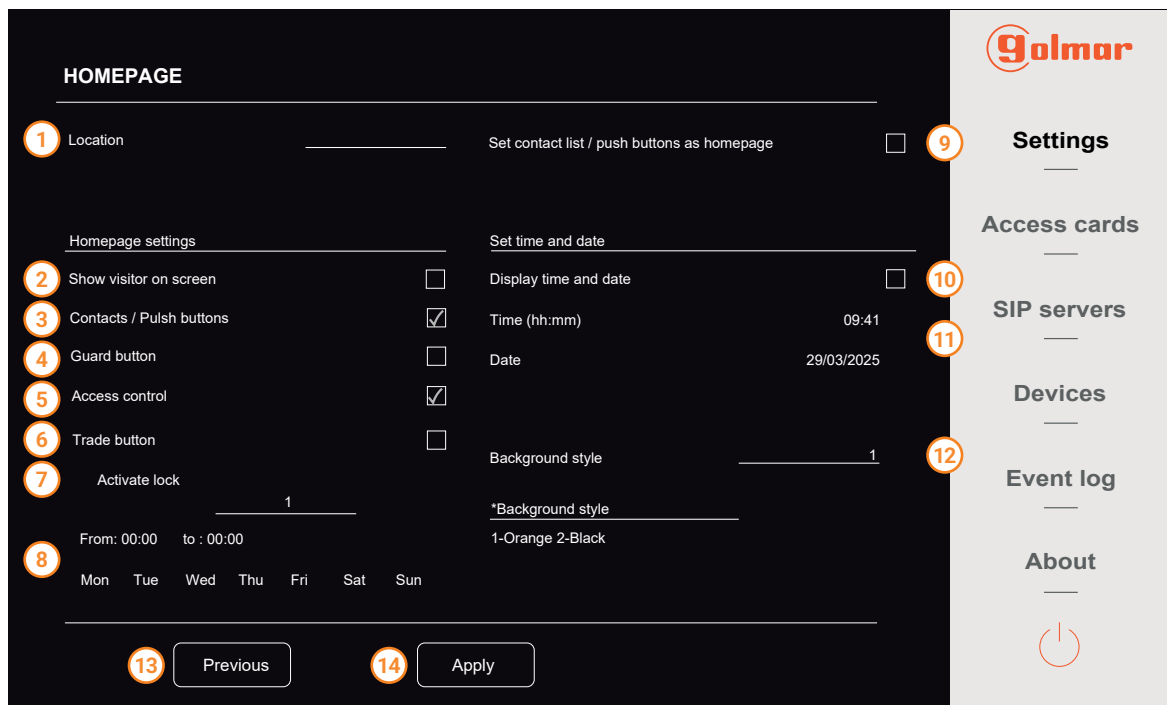 golmar
HOMEPAGE
1 Location
Set contact list / push buttons as homepage 9
Homepage settings
Set time and date
2 Show visitor on screen
Display time and date 10
3 Contacts / Pulsh buttons
Time (hh:mm) 09:41
11
4 Guard button
Date 29/03/2025
5 Access control
6 Trade button
Background style 1 12
7 Activate lock
1
*Background style
1-Orange 2-Black
8
From: 00:00 to : 00:00
Mon Tue Wed Thu Fri Sat Sun
13 Previous
14 Apply
Settings
Access cards
SIP servers
Devices
Event log
About